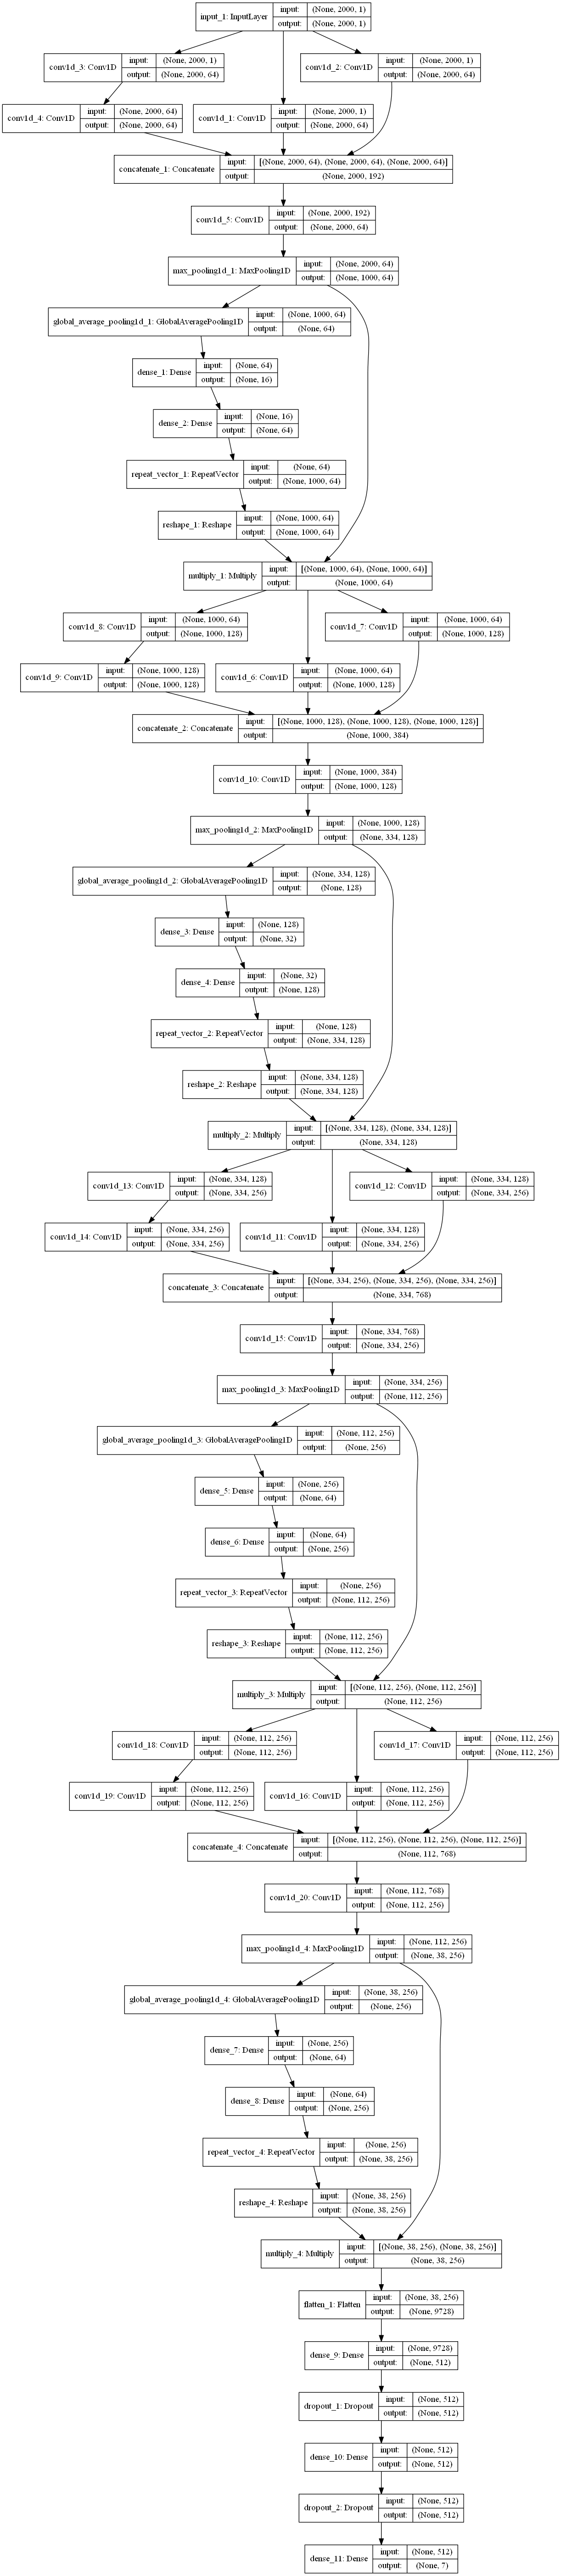 input_1: InputLayer
input: (None, 2000, 1)
output: (None, 2000, 1)
conv1d_3: Conv1D
input: (None, 2000, 1)
output: (None, 2000, 64)
conv1d_2: Conv1D
input: (None, 2000, 1)
output: (None, 2000, 64)
conv1d_4: Conv1D
input: (None, 2000, 64)
output: (None, 2000, 64)
conv1d_1: Conv1D
input: (None, 2000, 1)
output: (None, 2000, 64)
concatenate_1: Concatenate
input: [(None, 2000, 64), (None, 2000, 64), (None, 2000, 64)]
output: (None, 2000, 192)
conv1d_5: Conv1D
input: (None, 2000, 192)
output: (None, 2000, 64)
max_pooling1d_1: MaxPooling1D
input: (None, 2000, 64)
output: (None, 1000, 64)
global_average_pooling1d_1: GlobalAveragePooling1D
input: (None, 1000, 64)
output: (None, 64)
dense_1: Dense
input: (None, 64)
output: (None, 16)
dense_2: Dense
input: (None, 16)
output: (None, 64)
repeat_vector_1: RepeatVector
input: (None, 64)
output: (None, 1000, 64)
reshape_1: Reshape
input: (None, 1000, 64)
output: (None, 1000, 64)
multiply_1: Multiply
input: [(None, 1000, 64), (None, 1000, 64)]
output: (None, 1000, 64)
conv1d_8: Conv1D
input: (None, 1000, 64)
output: (None, 1000, 128)
conv1d_7: Conv1D
input: (None, 1000, 64)
output: (None, 1000, 128)
conv1d_9: Conv1D
input: (None, 1000, 128)
output: (None, 1000, 128)
conv1d_6: Conv1D
input: (None, 1000, 64)
output: (None, 1000, 128)
concatenate_2: Concatenate
input: [(None, 1000, 128), (None, 1000, 128), (None, 1000, 128)]
output: (None, 1000, 384)
conv1d_10: Conv1D
input: (None, 1000, 384)
output: (None, 1000, 128)
max_pooling1d_2: MaxPooling1D
input: (None, 1000, 128)
output: (None, 334, 128)
global_average_pooling1d_2: GlobalAveragePooling1D
input: (None, 334, 128)
output: (None, 128)
dense_3: Dense
input: (None, 128)
output: (None, 32)
dense_4: Dense
input: (None, 32)
output: (None, 128)
repeat_vector_2: RepeatVector
input: (None, 128)
output: (None, 334, 128)
reshape_2: Reshape
input: (None, 334, 128)
output: (None, 334, 128)
multiply_2: Multiply
input: [(None, 334, 128), (None, 334, 128)]
output: (None, 334, 128)
conv1d_13: Conv1D
input: (None, 334, 128)
output: (None, 334, 256)
conv1d_12: Conv1D
input: (None, 334, 128)
output: (None, 334, 256)
conv1d_14: Conv1D
input: (None, 334, 256)
output: (None, 334, 256)
conv1d_11: Conv1D
input: (None, 334, 128)
output: (None, 334, 256)
concatenate_3: Concatenate
input: [(None, 334, 256), (None, 334, 256), (None, 334, 256)]
output: (None, 334, 768)
conv1d_15: Conv1D
input: (None, 334, 768)
output: (None, 334, 256)
max_pooling1d_3: MaxPooling1D
input: (None, 334, 256)
output: (None, 112, 256)
global_average_pooling1d_3: GlobalAveragePooling1D
input: (None, 112, 256)
output: (None, 256)
dense_5: Dense
input: (None, 256)
output: (None, 64)
dense_6: Dense
input: (None, 64)
output: (None, 256)
repeat_vector_3: RepeatVector
input: (None, 256)
output: (None, 112, 256)
reshape_3: Reshape
input: (None, 112, 256)
output: (None, 112, 256)
multiply_3: Multiply
input: [(None, 112, 256), (None, 112, 256)]
output: (None, 112, 256)
conv1d_18: Conv1D
input: (None, 112, 256)
output: (None, 112, 256)
conv1d_17: Conv1D
input: (None, 112, 256)
output: (None, 112, 256)
conv1d_19: Conv1D
input: (None, 112, 256)
output: (None, 112, 256)
conv1d_16: Conv1D
input: (None, 112, 256)
output: (None, 112, 256)
concatenate_4: Concatenate
input: [(None, 112, 256), (None, 112, 256), (None, 112, 256)]
output: (None, 112, 768)
conv1d_20: Conv1D
input: (None, 112, 768)
output: (None, 112, 256)
max_pooling1d_4: MaxPooling1D
input: (None, 112, 256)
output: (None, 38, 256)
global_average_pooling1d_4: GlobalAveragePooling1D
input: (None, 38, 256)
output: (None, 256)
dense_7: Dense
input: (None, 256)
output: (None, 64)
dense_8: Dense
input: (None, 64)
output: (None, 256)
repeat_vector_4: RepeatVector
input: (None, 256)
output: (None, 38, 256)
reshape_4: Reshape
input: (None, 38, 256)
output: (None, 38, 256)
multiply_4: Multiply
input: [(None, 38, 256), (None, 38, 256)]
output: (None, 38, 256)
flatten_1: Flatten
input: (None, 38, 256)
output: (None, 9728)
dense_9: Dense
input: (None, 9728)
output: (None, 512)
dropout_1: Dropout
input: (None, 512)
output: (None, 512)
dense_10: Dense
input: (None, 512)
output: (None, 512)
dropout_2: Dropout
input: (None, 512)
output: (None, 512)
dense_11: Dense
input: (None, 512)
output: (None, 7)